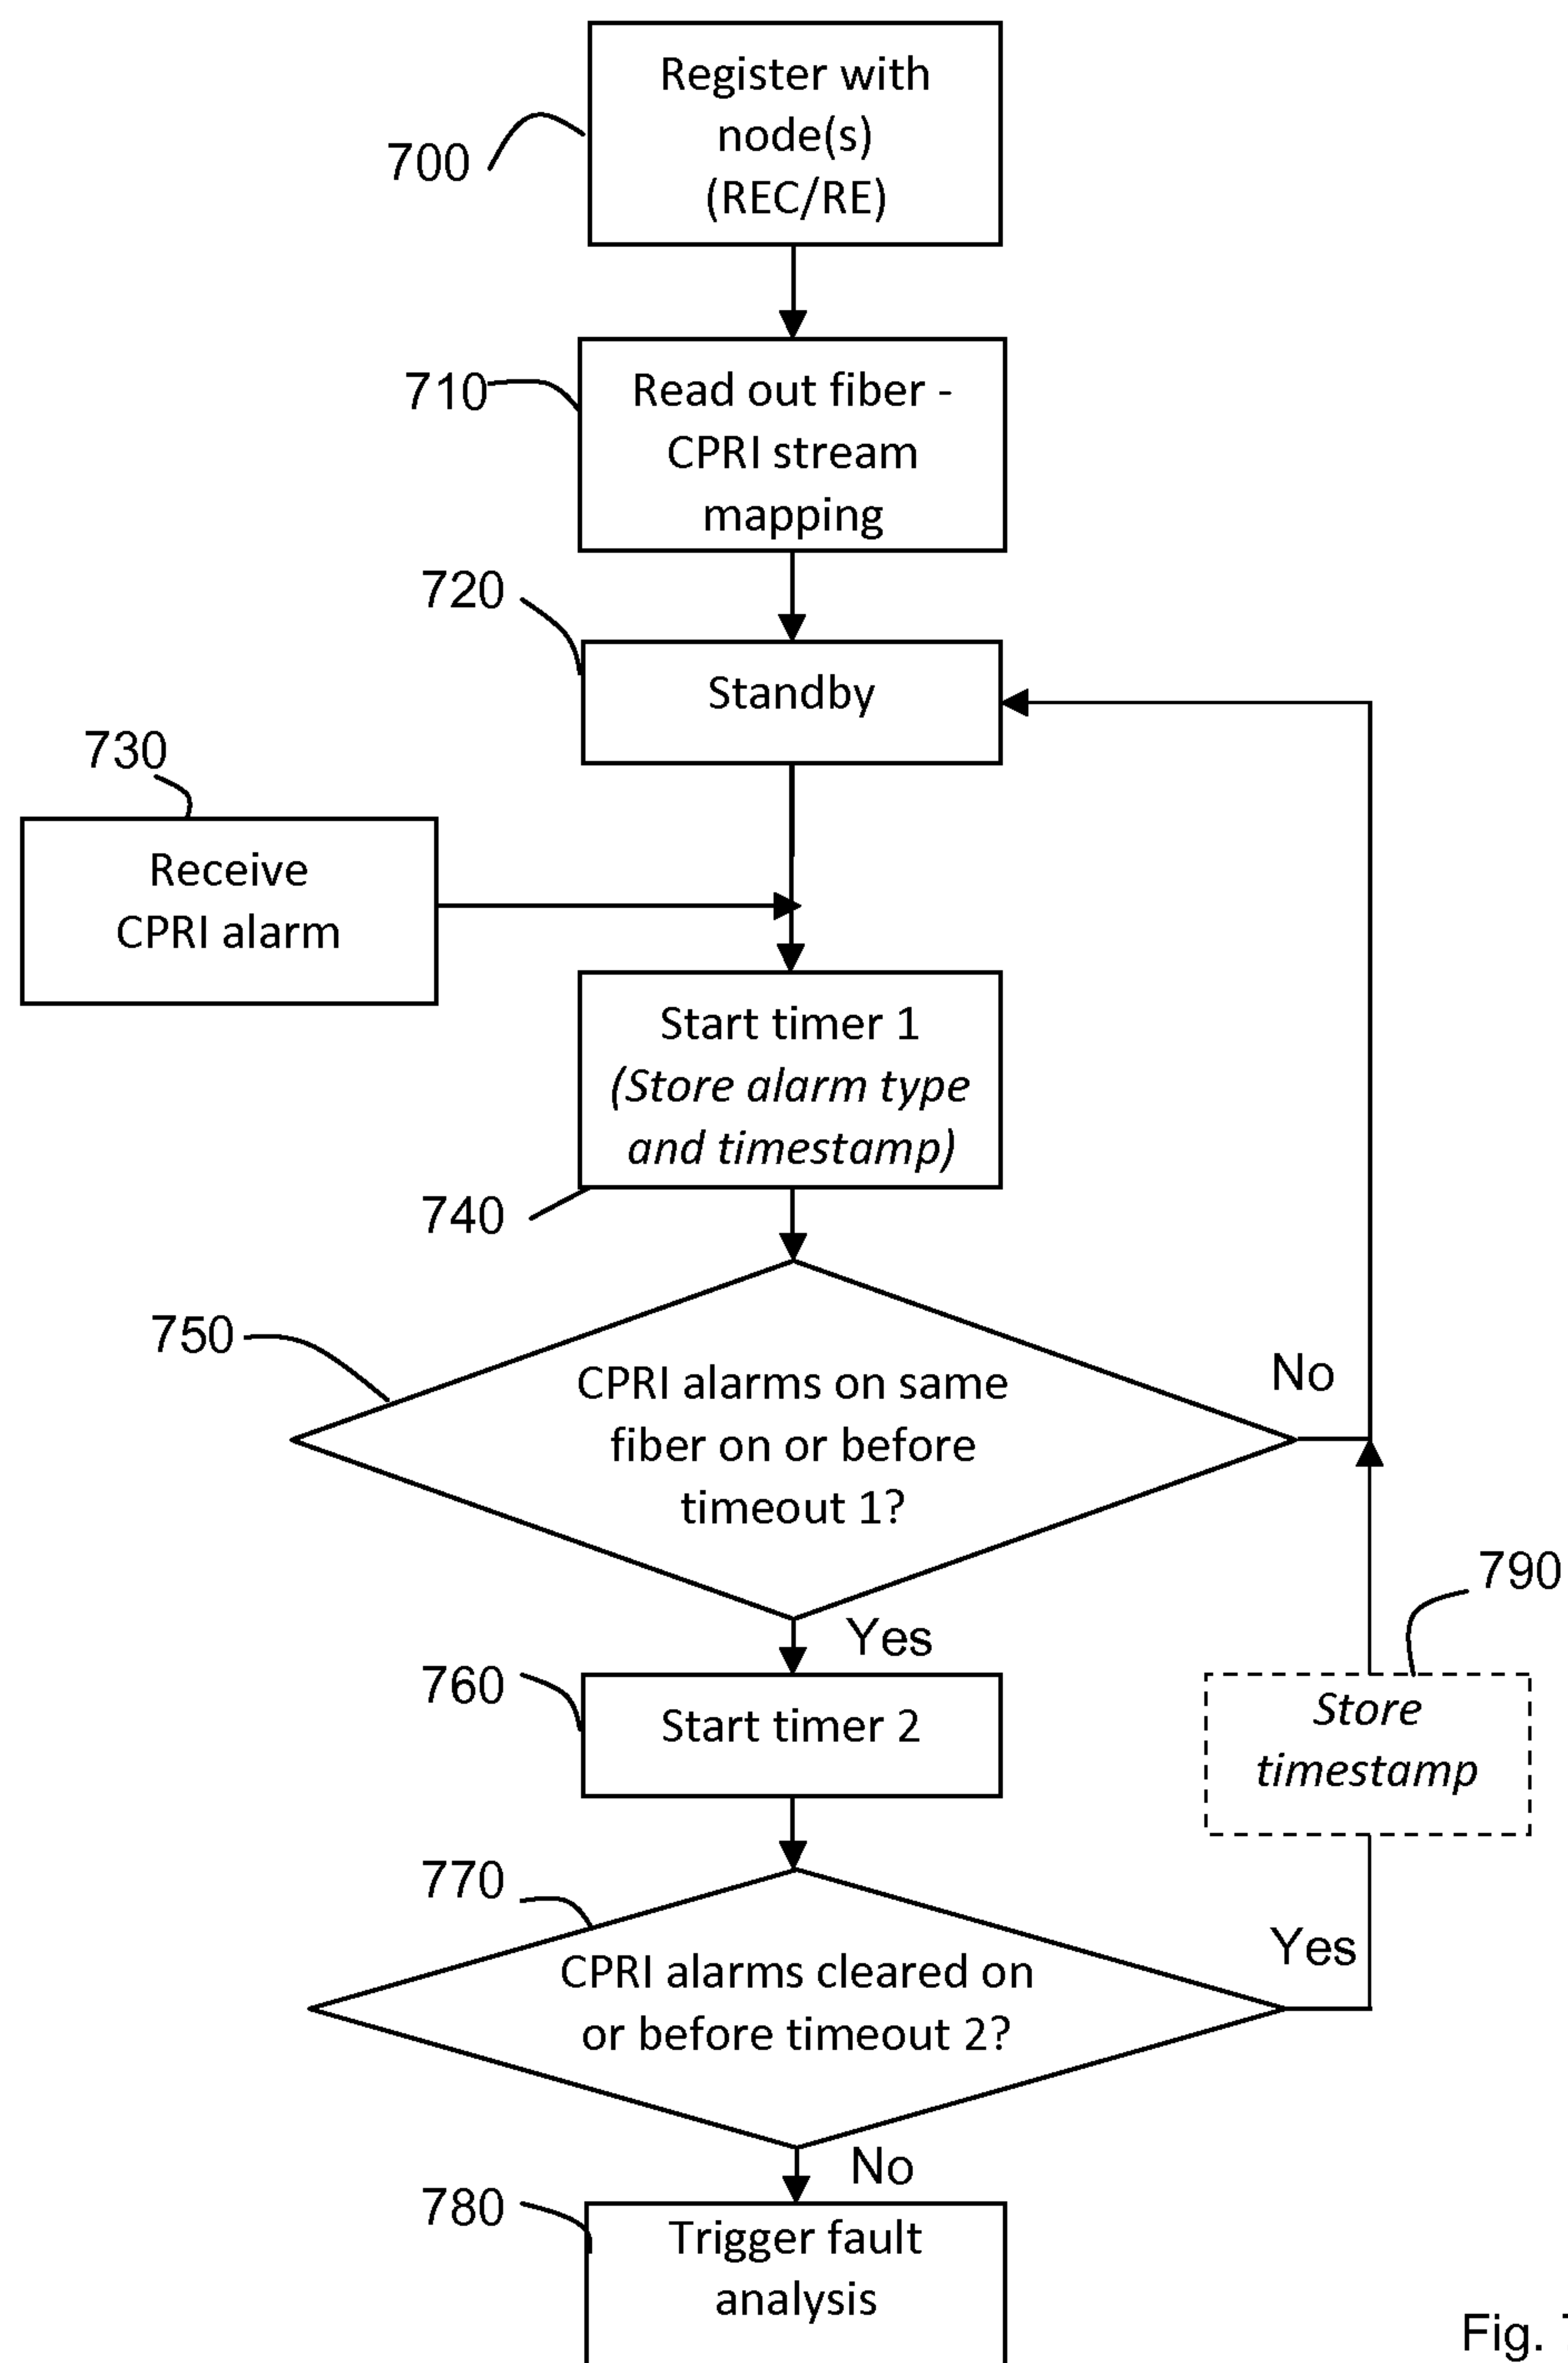 Register with
node(s)
(REC/RE)
700
710
Read out fiber -
CPRI stream
mapping
720
Standby
730
Receive
CPRI alarm
Start timer 1
(Store alarm type
and timestamp)
740
750
CPRI alarms on same
fiber on or before
timeout 1?
No
Yes
790
760
Start timer 2
Store
timestamp
770
CPRI alarms cleared on
or before timeout 2?
Yes
No
780
Trigger fault
analysis
Fig. 7